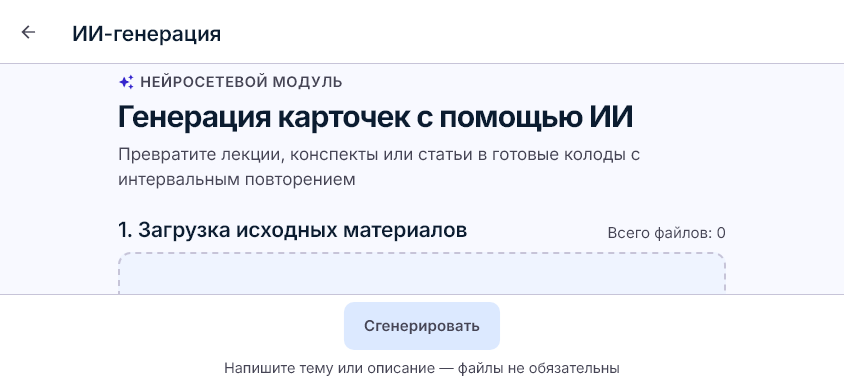 ИИ-генерация
НЕЙРОСЕТЕВОЙ МОДУЛЬ
Генерация карточек с помощью ИИ
Превратите лекции, конспекты или статьи в готовые колоды с
интервальным повторением
1. Загрузка исходных материалов
Всего файлов: 0
Сгенерировать
Напишите тему или описание — файлы не обязательны